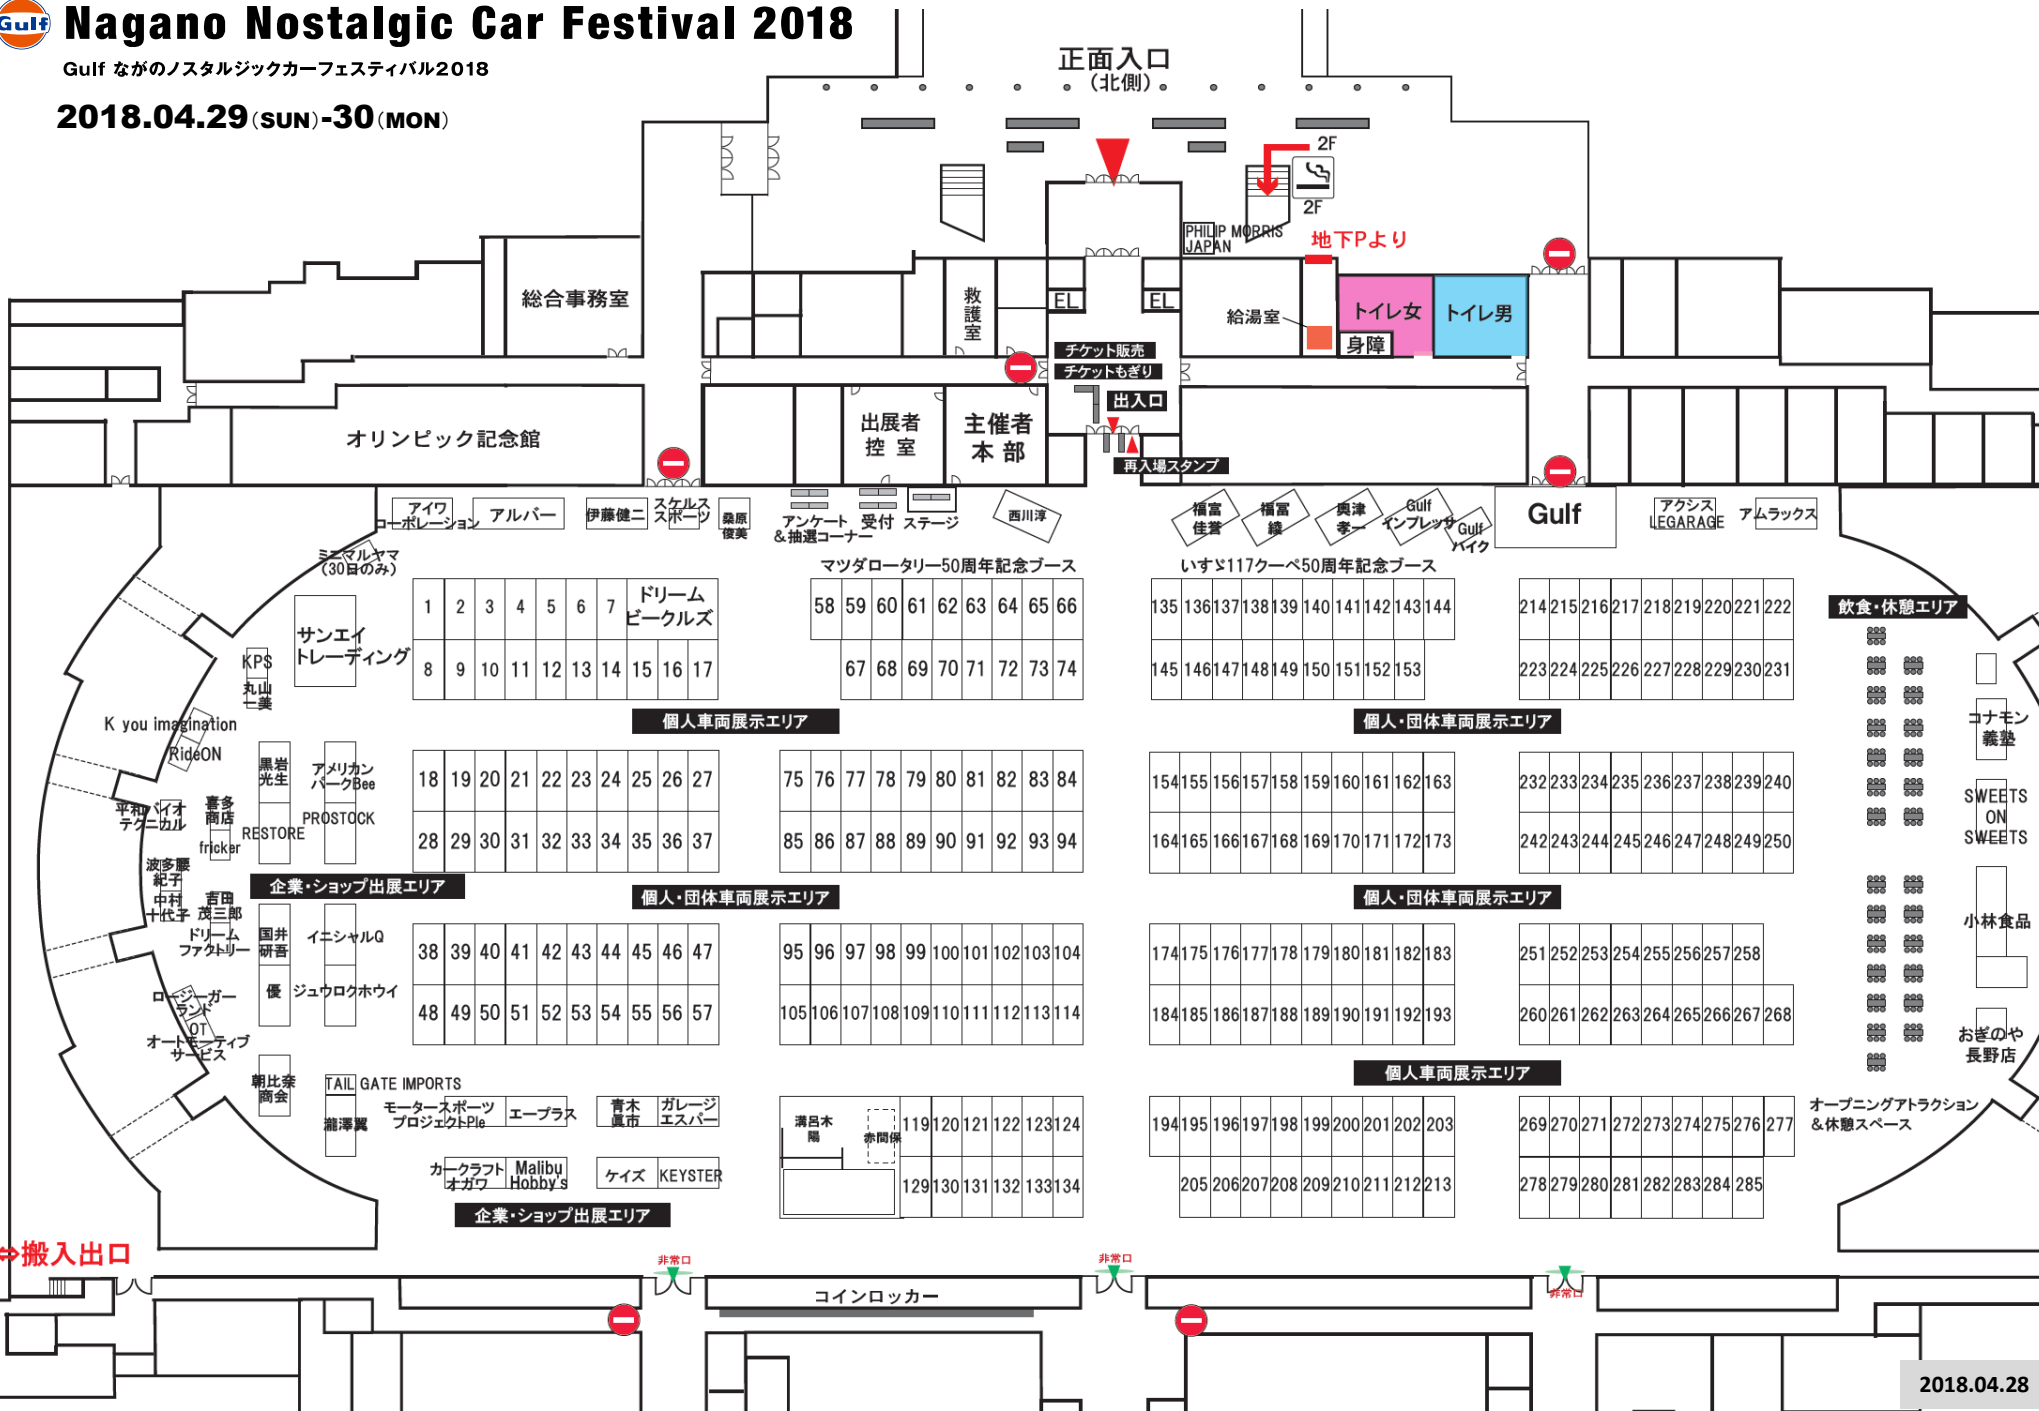 Gulf
Nagano Nostalgic Car Festival 2018
Gulf ながのノスタルジックカーフェスティバル2018
2018.04.29(SUN)-30(MON)
正面入口
(北側)
2F
2F
PHILIP MORRIS
JAPAN
地下Pより
総合事務室
救護室
EL
EL
給湯室
トイレ女
トイレ男
身障
チケット販売
チケットもぎり
出入口
再入場スタンプ
オリンピック記念館
出展者
控室
主催者
本部
アイワ
コーポレーション
アルパー
伊藤健二
スケルス
スポーツ
桑原
俊美
アンケート
&抽選コーナー
受付
ステージ
西川淳
福冨
佳誉
福冨
綾
奥津
孝一
Gulf
インプレッサ
Gulf
バイク
Gulf
アクシス
LEGARAGE
アムラックス
ミニマルヤマ
(30日のみ)
マツダロータリー50周年記念ブース
いすゞ117クーペ50周年記念ブース
1 2 3 4 5 6 7
ドリーム
ビークルズ
58 59 60 61 62 63 64 65 66
135 136 137 138 139 140 141 142 143 144
214 215 216 217 218 219 220 221 222
飲食・休憩エリア
サンエイ
トレーディング
8 9 10 11 12 13 14 15 16 17
67 68 69 70 71 72 73 74
145 146 147 148 149 150 151 152 153
223 224 225 226 227 228 229 230 231
KPS
丸山
一美
個人車両展示エリア
個人・団体車両展示エリア
コナモン
義塾
K you imagination
RideON
黒岩
光生
アメリカン
パークBee
18 19 20 21 22 23 24 25 26 27
75 76 77 78 79 80 81 82 83 84
154 155 156 157 158 159 160 161 162 163
232 233 234 235 236 237 238 239 240
平和バイオ
テクニカル
喜多
商店
fricker
RESTORE
PROSTOCK
28 29 30 31 32 33 34 35 36 37
85 86 87 88 89 90 91 92 93 94
164 165 166 167 168 169 170 171 172 173
242 243 244 245 246 247 248 249 250
SWEETS
ON
SWEETS
波多腰
紀子
中村
十代子
吉田
茂三郎
企業・ショップ出展エリア
個人・団体車両展示エリア
個人・団体車両展示エリア
小林食品
ドリーム
ファクトリー
国井
研吾
イニシャルQ
38 39 40 41 42 43 44 45 46 47
95 96 97 98 99 100 101 102 103 104
174 175 176 177 178 179 180 181 182 183
251 252 253 254 255 256 257 258
ロージーガー
ランド
OT
オートモーティブ
サービス
優
ジュウロクホウイ
48 49 50 51 52 53 54 55 56 57
105 106 107 108 109 110 111 112 113 114
184 185 186 187 188 189 190 191 192 193
260 261 262 263 264 265 266 267 268
おぎのや
長野店
朝比奈
商会
TAIL GATE IMPORTS
瀧澤翼
個人車両展示エリア
モータースポーツ
プロジェクトPle
エープラス
青木
眞市
ガレージ
エスパー
溝呂木
陽
赤間保
119 120 121 122 123 124
194 195 196 197 198 199 200 201 202 203
269 270 271 272 273 274 275 276 277
オープニングアトラクション
&休憩スペース
カークラフト
オガワ
Malibu
Hobby's
ケイズ
KEYSTER
129 130 131 132 133 134
205 206 207 208 209 210 211 212 213
278 279 280 281 282 283 284 285
企業・ショップ出展エリア
⇔搬入出口
非常口
非常口
非常口
コインロッカー
2018.04.28